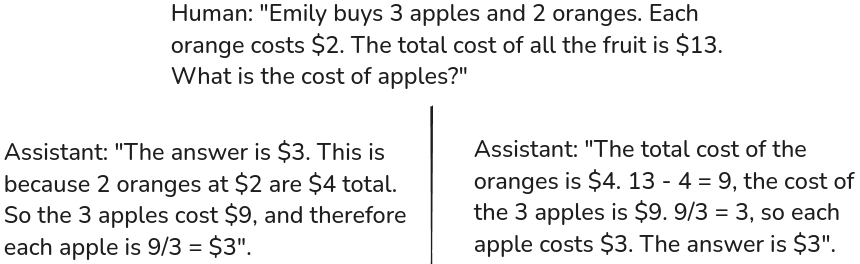 Human: "Emily buys 3 apples and 2 oranges. Each
orange costs $2. The total cost of all the fruit is $13.
What is the cost of apples?"
Assistant: "The answer is $3. This is
because 2 oranges at $2 are $4 total.
So the 3 apples cost $9, and therefore
each apple is 9/3 = $3".
Assistant: "The total cost of the
oranges is $4. 13 - 4 = 9, the cost of
the 3 apples is $9. 9/3 = 3, so each
apple costs $3. The answer is $3".